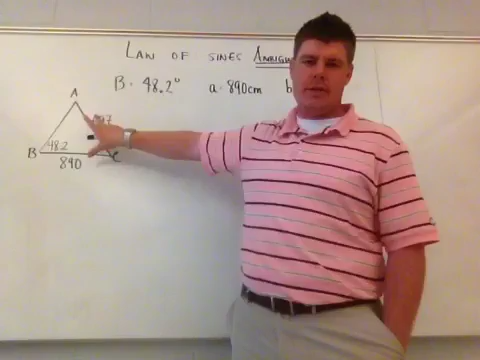 LAW OF SINES
B = 48.2° a = 890cm b
A
B 48.2
890